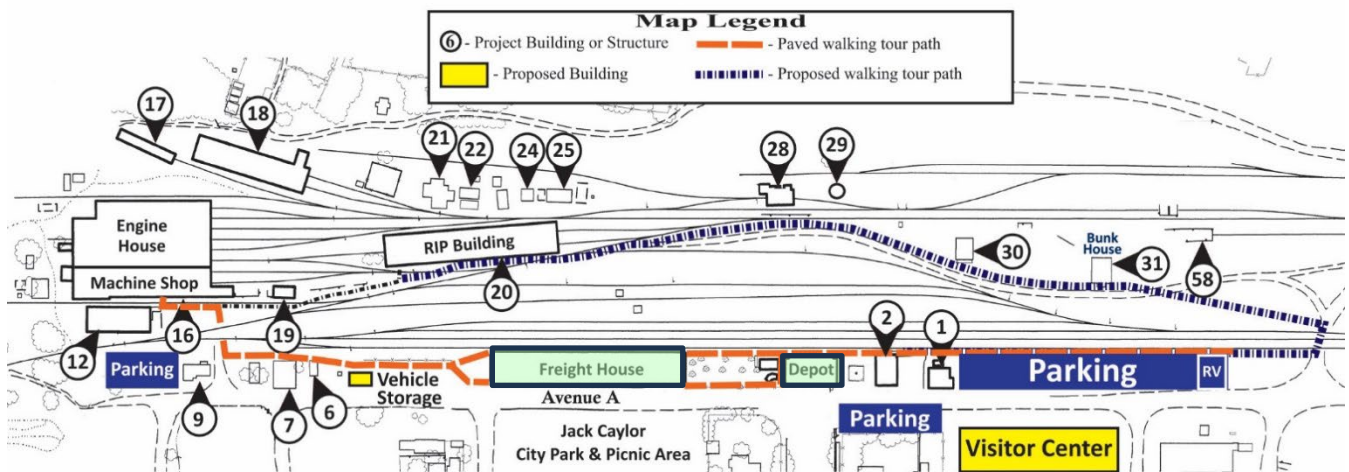 Map Legend
6 - Project Building or Structure
- Paved walking tour path
- Proposed Building
- Proposed walking tour path
17
18
21
22
24
25
28
29
Engine
House
RIP Building
Machine Shop
Bunk
House
30
31
58
20
16
19
12
2
1
Parking
Freight House
Depot
Parking
RV
Vehicle
Storage
9
7
6
Avenue A
Parking
Jack Caylor
City Park & Picnic Area
Visitor Center